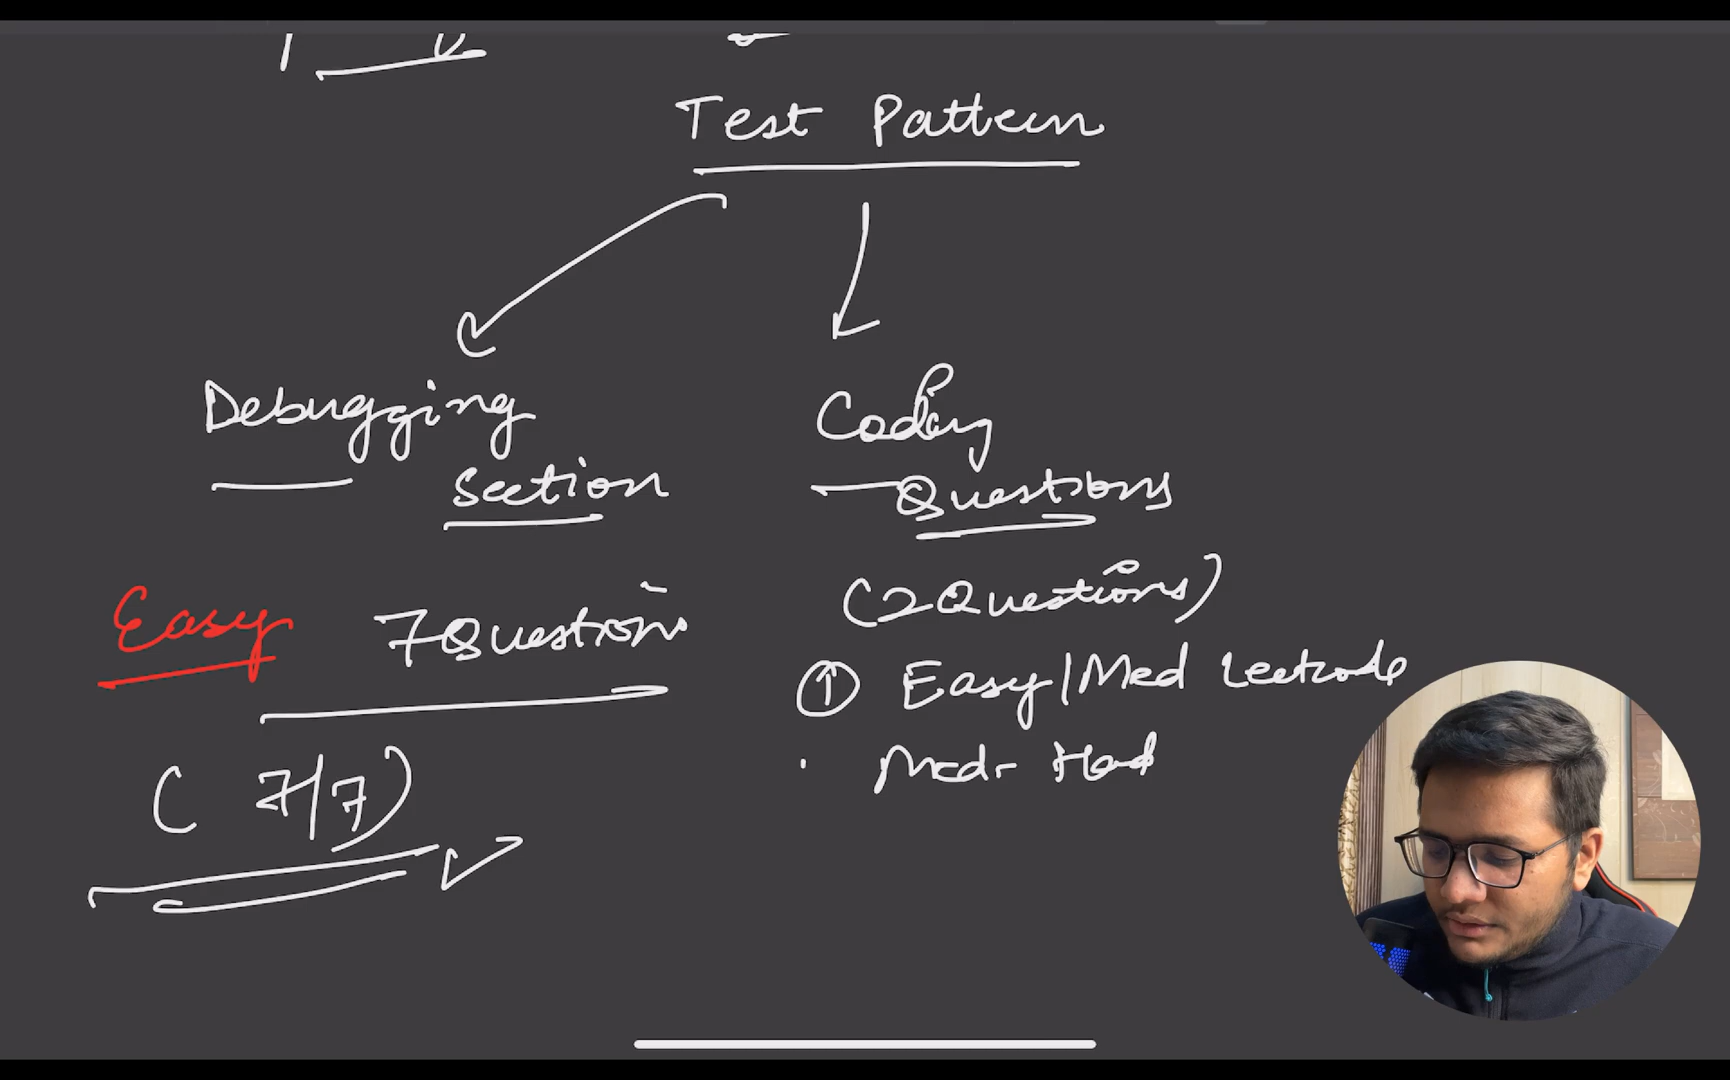 Test Pattern
Debugging
Section
Coding
Questions
Easy
7 Questions
(2 Questions)
① Easy/Med Leetcode
(7/7)
. Med- Hard